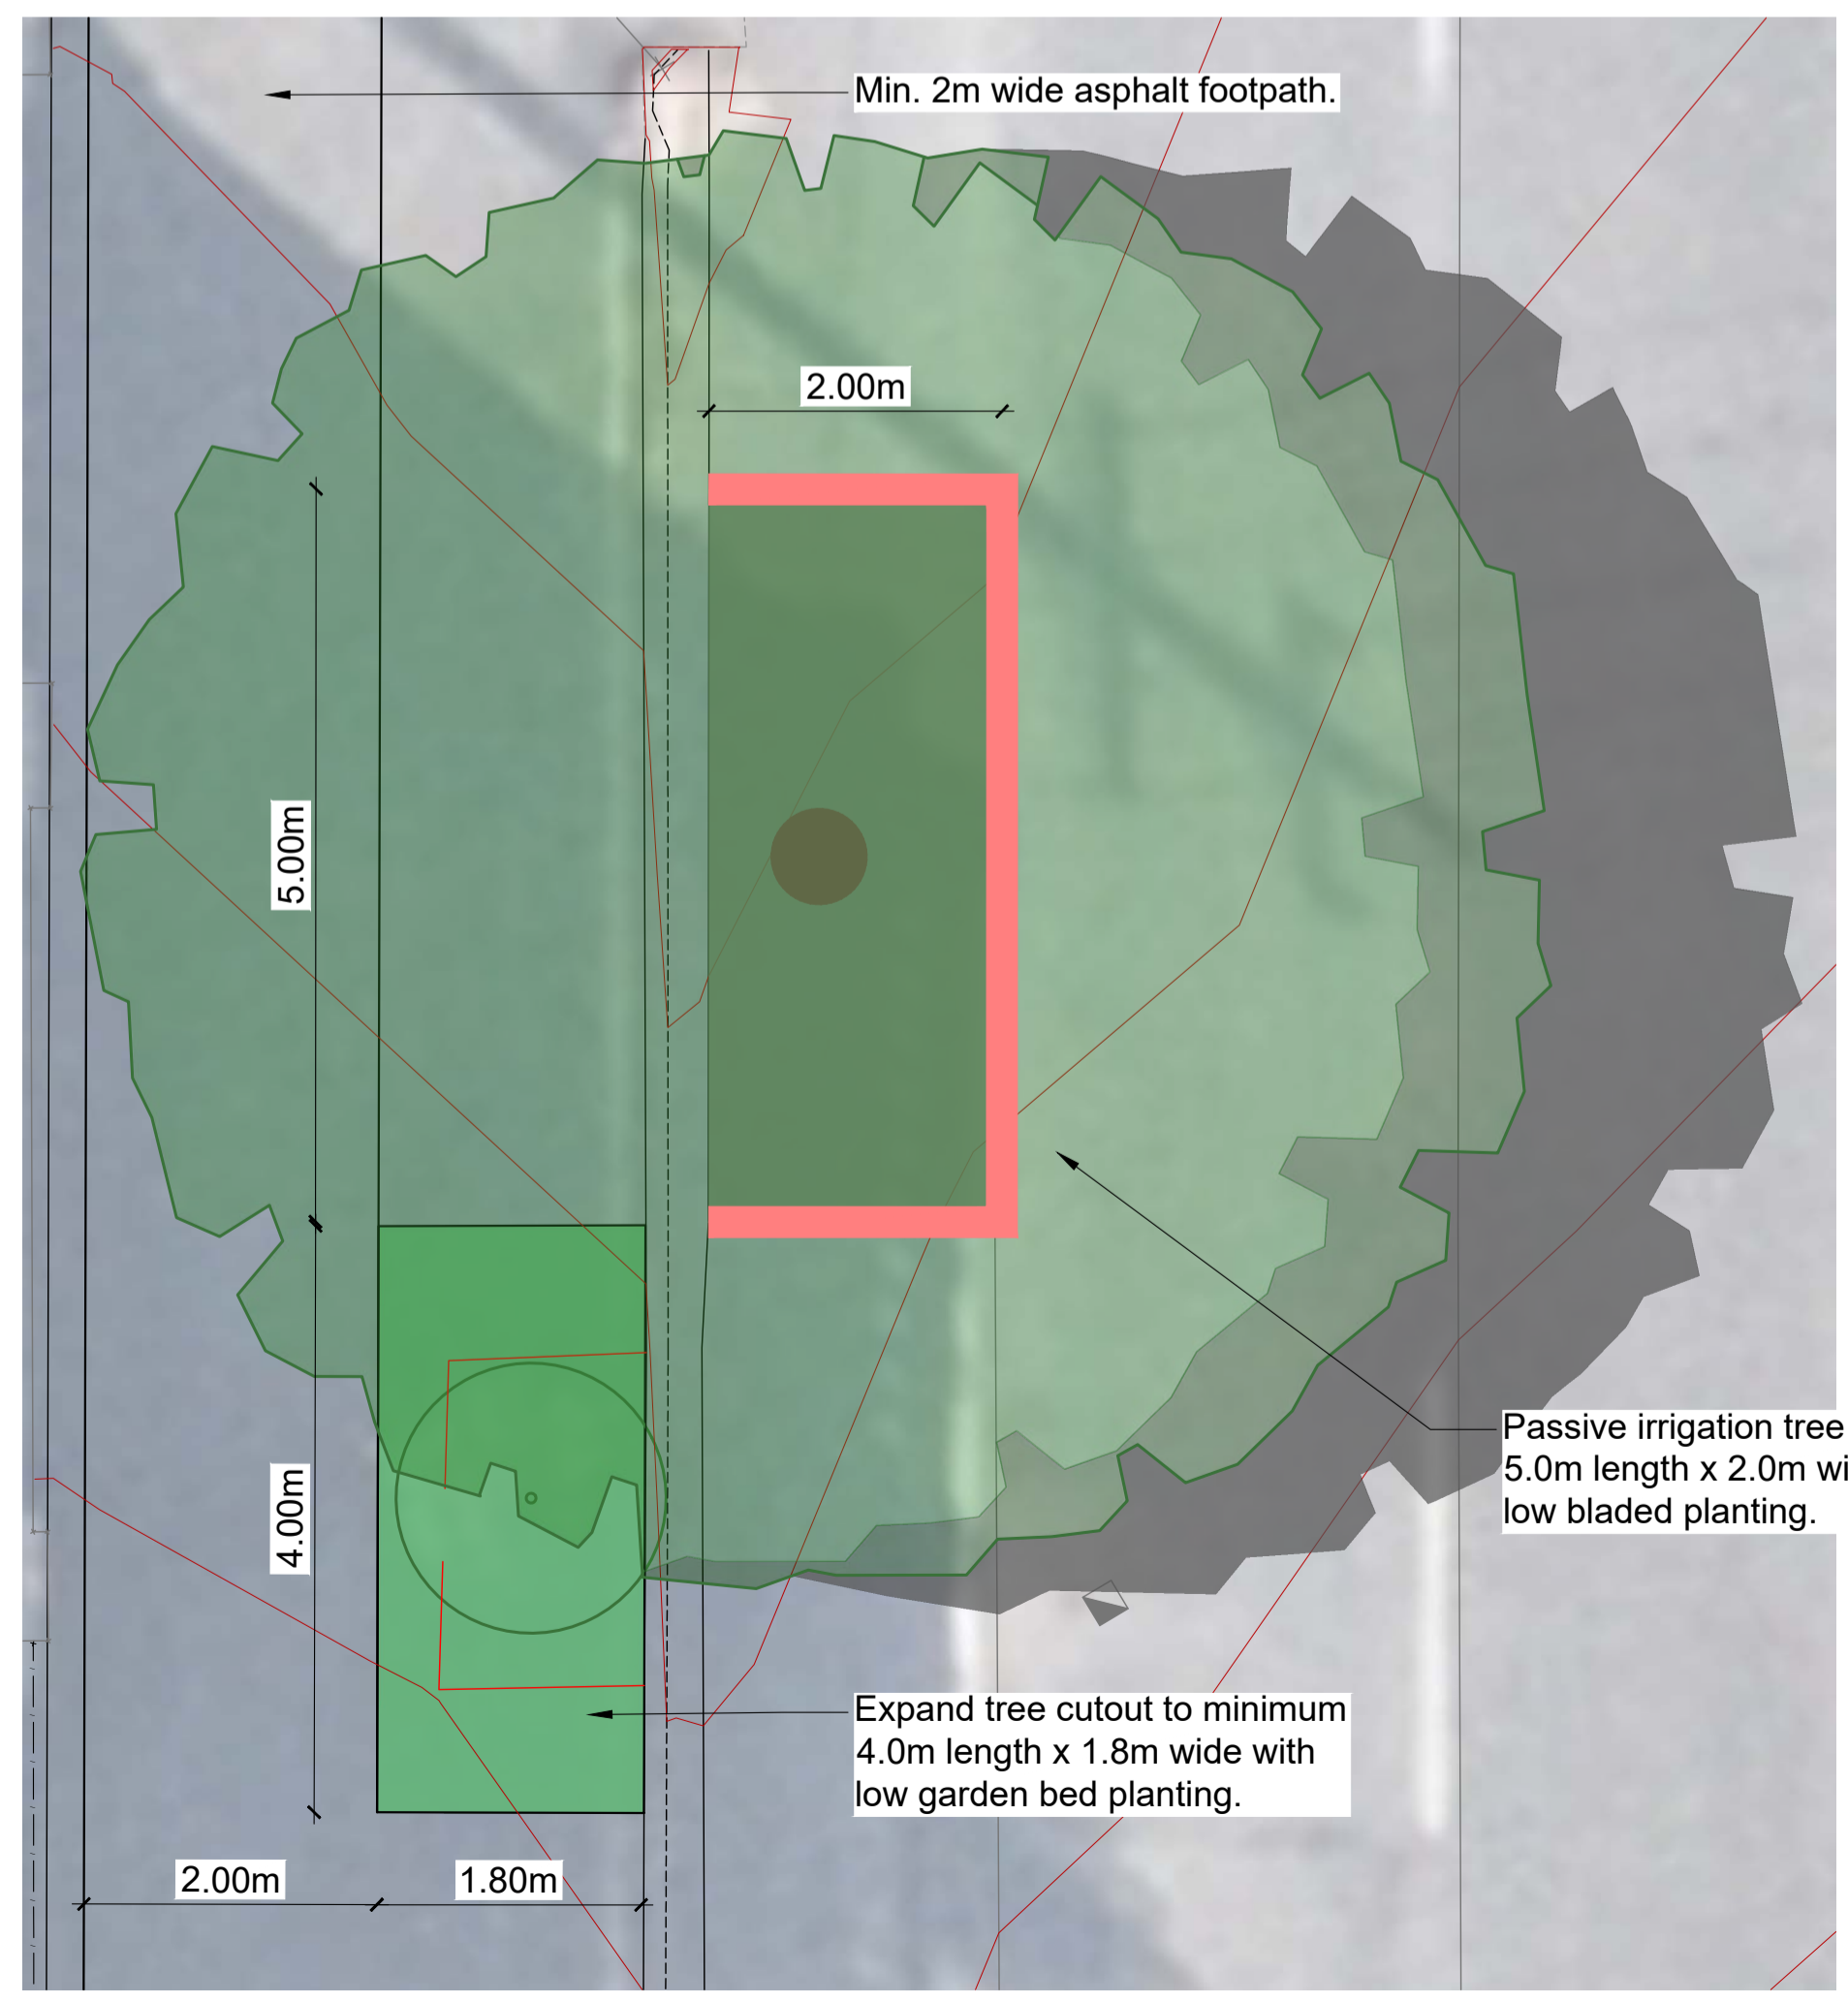 Min. 2m wide asphalt footpath.
2.00m
5.00m
Passive irrigation tree
5.0m length x 2.0m
low bladed planting.
4.00m
Expand tree cutout to minimum
4.0m length x 1.8m wide with
low garden bed planting.
2.00m
1.80m